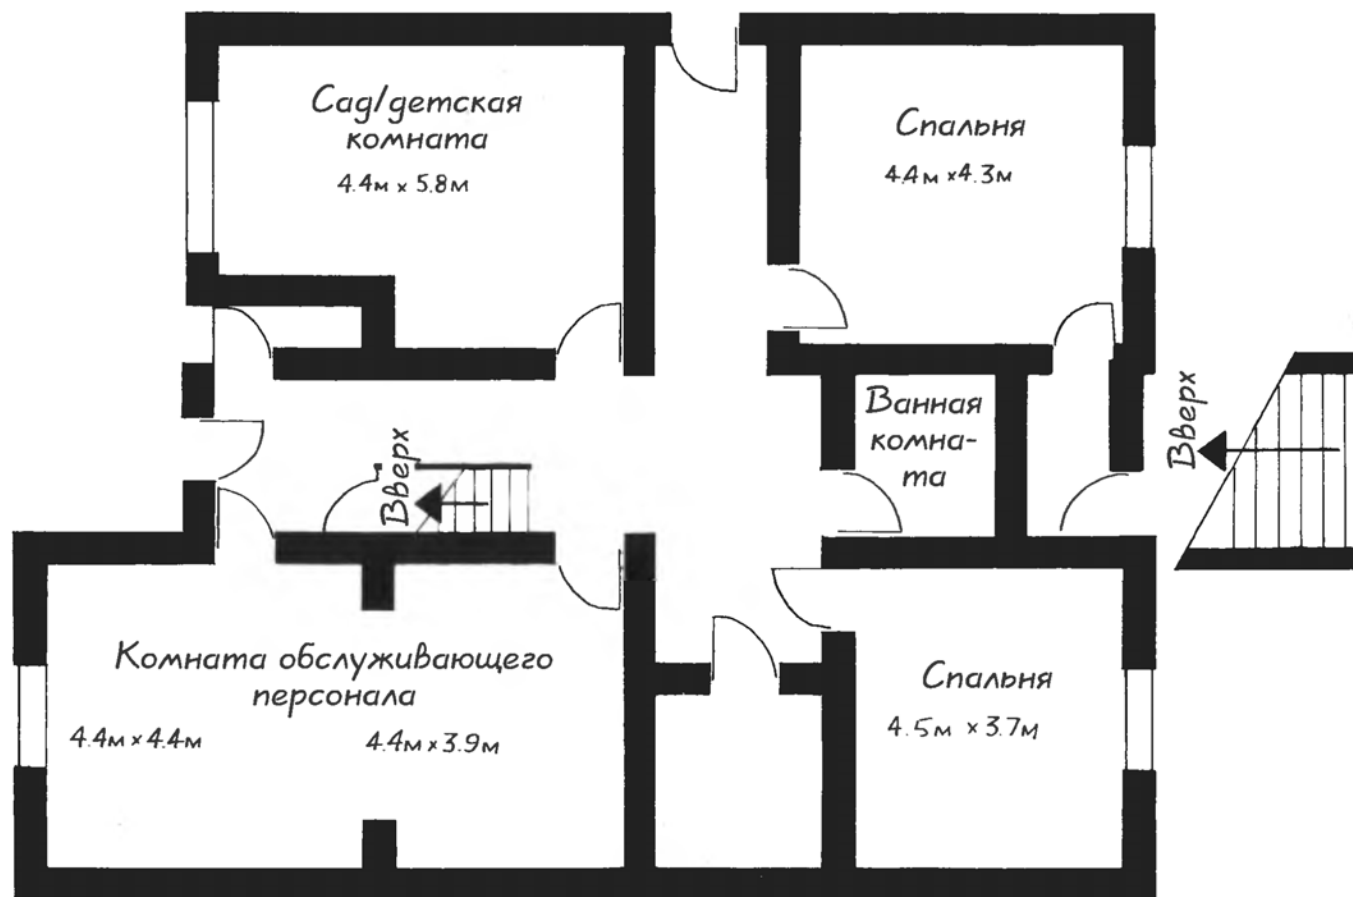 Сад/детская
комната
4.4м x 5.8м
Спальня
4.4м x 4.3м
Ванная
комна-
та
Вверх
Вверх
Комната обслуживающего
персонала
4.4м x 4.4м
4.4м x 3.9м
Спальня
4.5м x 3.7м